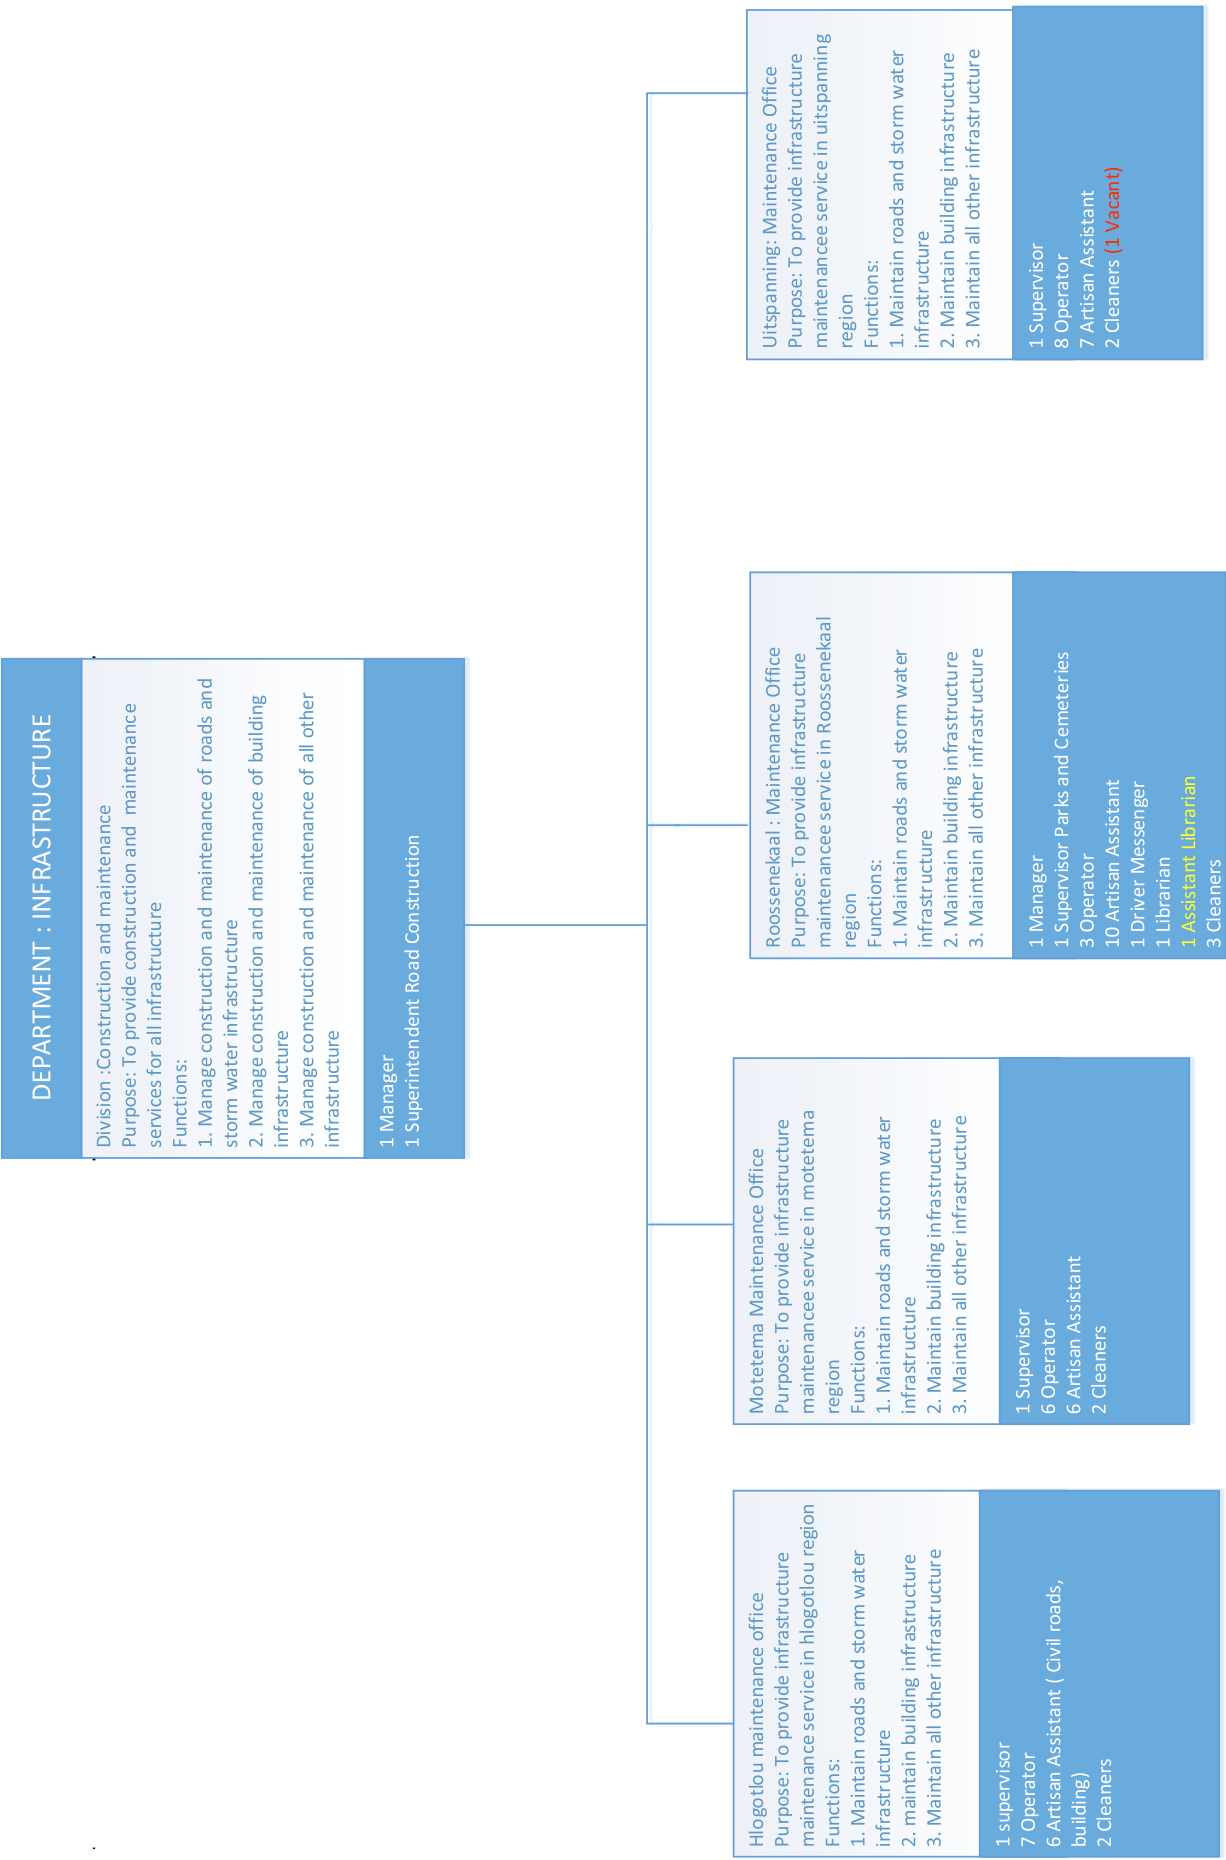 DEPARTMENT : INFRASTRUCTURE
Division :Construction and maintenance
Purpose: To provide construction and maintenance
services for all infrastructure
Functions:
1. Manage construction and maintenance of roads and
storm water infrastructure
2. Manage construction and maintenance of building
infrastructure
3. Manage construction and maintenance of all other
infrastructure
1 Manager
1 Superintendent Road Construction
Hlogotlou maintenance office
Purpose: To provide infrastructure
maintenance service in hlogotlou region
Functions:
1. Maintain roads and storm water
infrastructure
2. maintain building infrastructure
3. Maintain all other infrastructure
1 supervisor
7 Operator
6 Artisan Assistant ( Civil roads,
building)
2 Cleaners
Motetema Maintenance Office
Purpose: To provide infrastructure
maintenancee service in motetema
region
Functions:
1. Maintain roads and storm water
infrastructure
2. Maintain building infrastructure
3. Maintain all other infrastructure
1 Supervisor
6 Operator
6 Artisan Assistant
2 Cleaners
Roossenekaal : Maintenance Office
Purpose: To provide infrastructure
maintenancee service in Roossenekaal
region
Functions:
1. Maintain roads and storm water
infrastructure
2. Maintain building infrastructure
3. Maintain all other infrastructure
1 Manager
1 Supervisor Parks and Cemeteries
3 Operator
10 Artisan Assistant
1 Driver Messenger
1 Librarian
1 Assistant Librarian
3 Cleaners
Uitspanning: Maintenance Office
Purpose: To provide infrastructure
maintenancee service in uitspanning
region
Functions:
1. Maintain roads and storm water
infrastructure
2. Maintain building infrastructure
3. Maintain all other infrastructure
1 Supervisor
8 Operator
7 Artisan Assistant
2 Cleaners (1 Vacant)